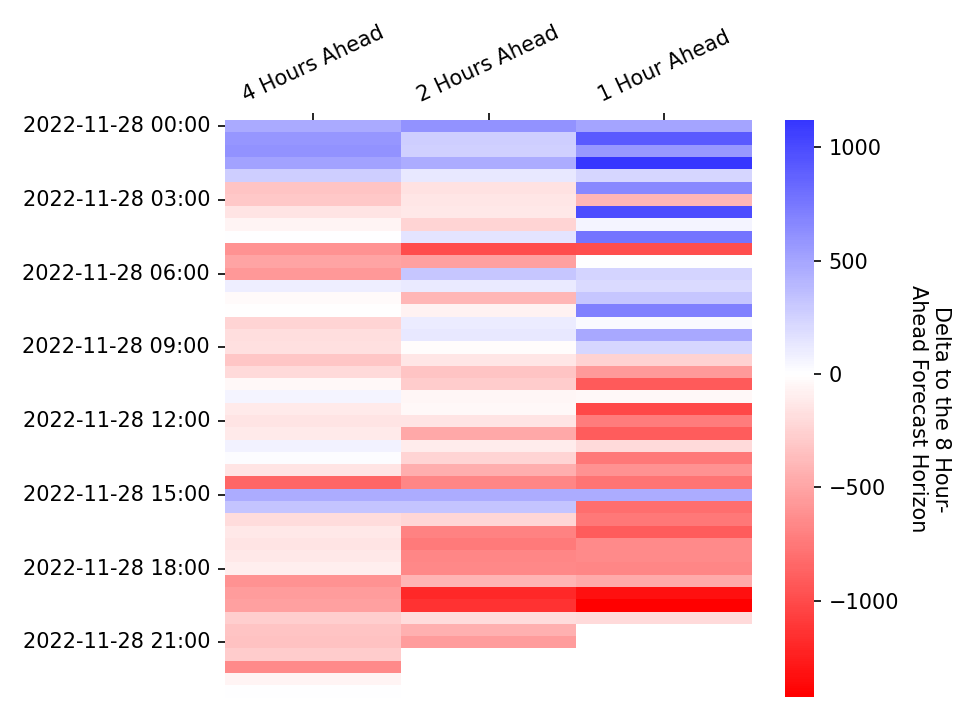 4 Hours Ahead
2 Hours Ahead
1 Hour Ahead
2022-11-28 00:00
2022-11-28 03:00
2022-11-28 06:00
2022-11-28 09:00
2022-11-28 12:00
2022-11-28 15:00
2022-11-28 18:00
2022-11-28 21:00
1000
500
0
−500
−1000
Delta to the 8 Hour-
Ahead Forecast Horizon